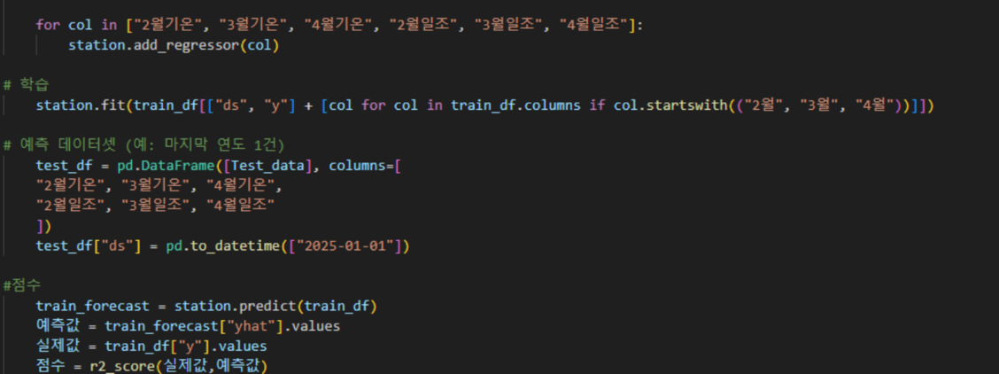 for col in ["2월기온", "3월기온", "4월기온", "2월일조", "3월일조", "4월일조"]:
station.add_regressor(col)
# 학습
station.fit(train_df[["ds", "y"] + [col for col in train_df.columns if col.startswith(("2월", "3월", "4월"))]])
# 예측 데이터셋 (예: 마지막 연도 1건)
test_df = pd.DataFrame([Test_data], columns=[
"2월기온", "3월기온", "4월기온",
"2월일조", "3월일조", "4월일조"
])
test_df["ds"] = pd.to_datetime(["2025-01-01"])
#점수
train_forecast = station.predict(train_df)
예측값 = train_forecast["yhat"].values
실제값 = train_df["y"].values
점수 = r2_score(실제값,예측값)